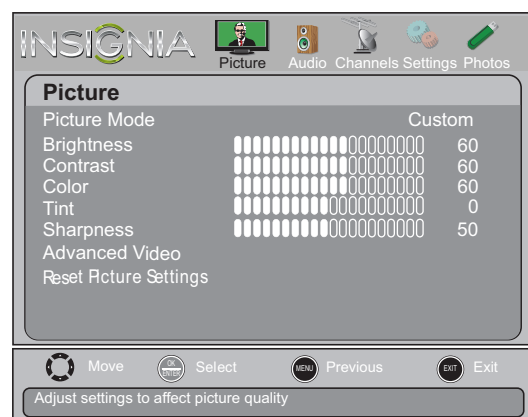 INSIGNIA
Picture Audio Channels Settings Photos
Picture
Picture Mode Custom
Brightness 60
Contrast 60
Color 60
Tint 0
Sharpness 50
Advanced Video
Reset Picture Settings
Move OK ENTER Select MENU Previous EXIT Exit
Adjust settings to affect picture quality